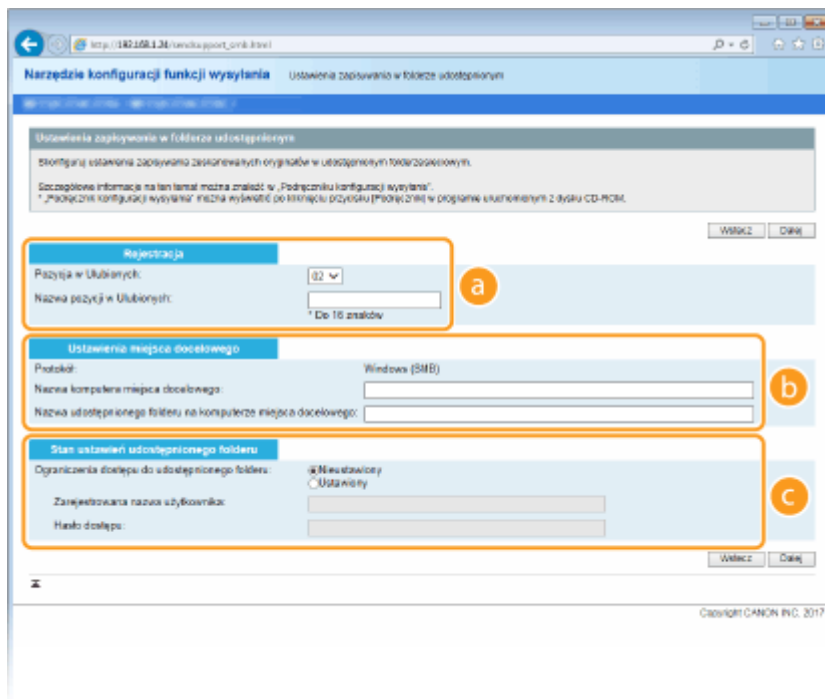 http://192.168.1.24/sendsupport_smb.html
Narzędzie konfiguracji funkcji wysyłania Ustawienia zapisywania w folderze udostępnionym
Ustawienia zapisywania w folderze udostępnionym
Skonfiguruj ustawienia zapisywania zeskanowanych oryginałów w udostępnionym folderze sieciowym.
Szczegółowe informacje na ten temat można znaleźć w „Podręczniku konfiguracji wysyłania”.
* „Podręcznik konfiguracji wysyłania” można wyświetlić po kliknięciu przycisku [Podręczniki] w programie uruchomionym z dysku CD-ROM.
Wstecz Dalej
Rejestracja
Pozycja w Ulubionych: 02
Nazwa pozycji w Ulubionych:
* Do 16 znaków
a
Ustawienia miejsca docelowego
Protokół: Windows (SMB)
Nazwa komputera miejsca docelowego:
Nazwa udostępnionego folderu na komputerze miejsca docelowego:
b
Stan ustawień udostępnionego folderu
Ograniczenia dostępu do udostępnionego folderu: Nieustawiony
Ustawiony
Zarejestrowana nazwa użytkownika:
Hasło dostępu:
c
Wstecz Dalej
Copyright CANON INC. 2017